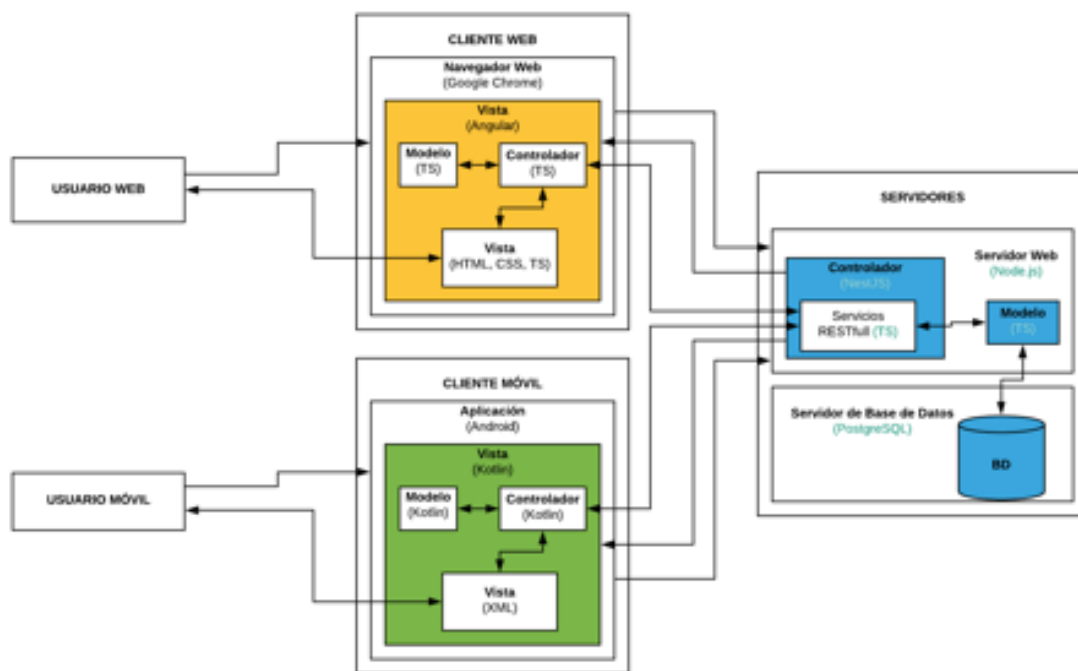 CLIENTE WEB
Navegador Web
(Google Chrome)
Vista
(Angular)
Modelo
(TS)
Controlador
(TS)
Vista
(HTML, CSS, TS)
USUARIO WEB
SERVIDORES
Servidor Web
(Node.js)
Controlador
(NestJS)
Servicios
RESTfull (TS)
Modelo
(TS)
Servidor de Base de Datos
(PostgreSQL)
BD
CLIENTE MÓVIL
Aplicación
(Android)
Vista
(Kotlin)
Modelo
(Kotlin)
Controlador
(Kotlin)
Vista
(XML)
USUARIO MÓVIL